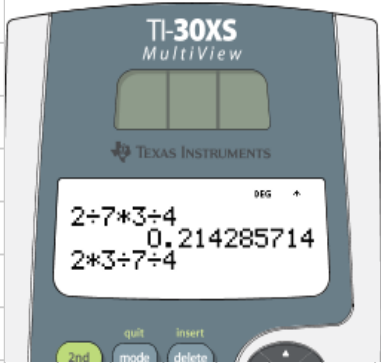 TI-30XS
MultiView
TEXAS INSTRUMENTS
DEG
2÷7*3÷4
0.214285714
2*3÷7÷4
quit insert
2nd mode delete